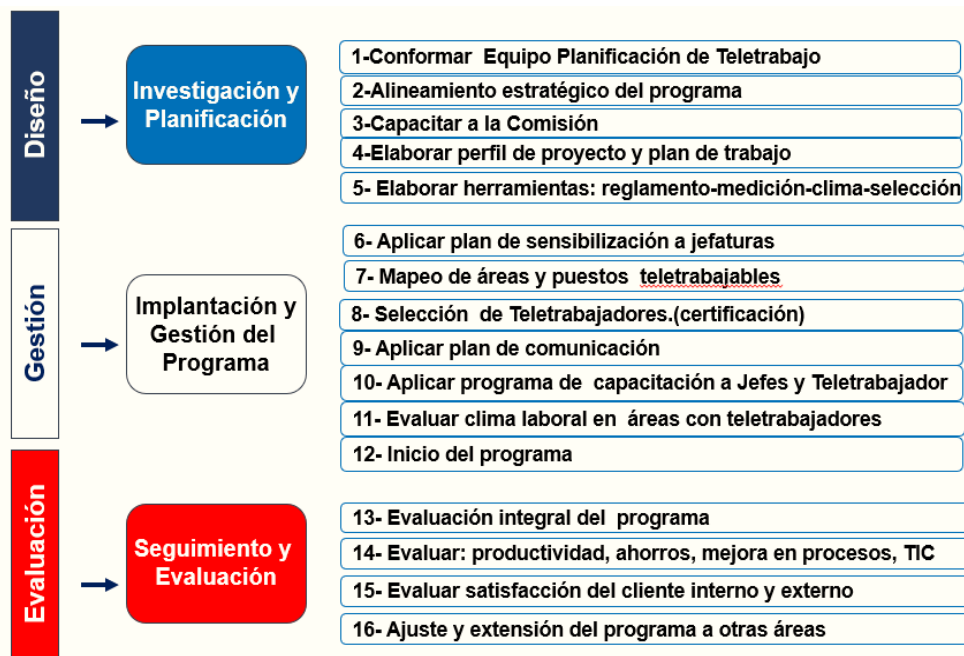 Diseño
Investigación y
Planificación
1-Conformar Equipo Planificación de Teletrabajo
2-Alineamiento estratégico del programa
3-Capacitar a la Comisión
4-Elaborar perfil de proyecto y plan de trabajo
5- Elaborar herramientas: reglamento-medición-clima-selección
Gestión
Implantación y
Gestión del
Programa
6- Aplicar plan de sensibilización a jefaturas
7- Mapeo de áreas y puestos teletrabajables
8- Selección de Teletrabajadores.(certificación)
9- Aplicar plan de comunicación
10- Aplicar programa de capacitación a Jefes y Teletrabajador
11- Evaluar clima laboral en áreas con teletrabajadores
12- Inicio del programa
Evaluación
Seguimiento y
Evaluación
13- Evaluación integral del programa
14- Evaluar: productividad, ahorros, mejora en procesos, TIC
15- Evaluar satisfacción del cliente interno y externo
16- Ajuste y extensión del programa a otras áreas